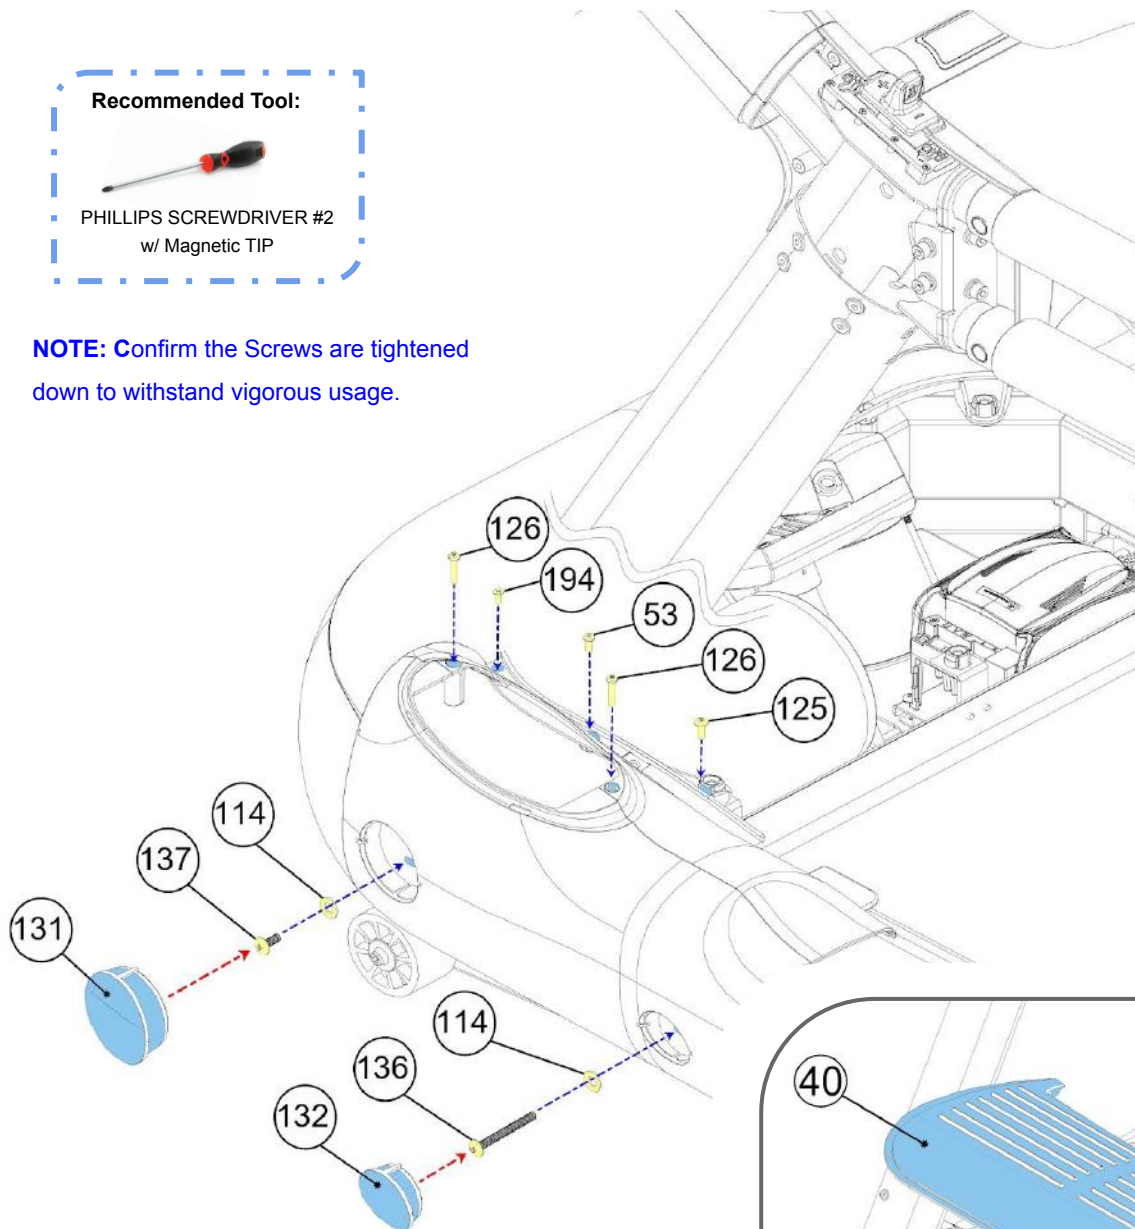 Recommended Tool:
PHILLIPS SCREWDRIVER #2
w/ Magnetic TIP
NOTE: Confirm the Screws are tightened
down to withstand vigorous usage.
126
194
53
126
125
114
137
131
114
136
132
40